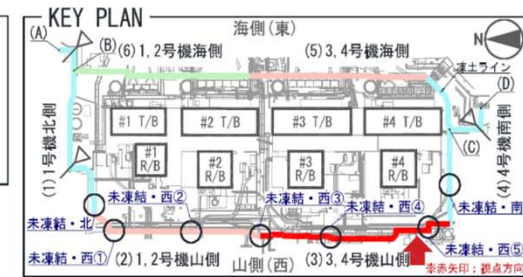 KEY PLAN
海側(東)
N
(A)
(B)
(6)1,2号機海側
(5)3,4号機海側
凍土ライン
(D)
(1)1号機北側
#1 T/B
#2 T/B
#3 T/B
#4 T/B
(C)
(4)4号機南側
#1
R/B
#2
R/B
#3
R/B
#4
R/B
未凍結・西②
未凍結・西③
未凍結・西④
未凍結・南
未凍結・北
未凍結・西①
(2)1,2号機山側
山側(西)
(3)3,4号機山側
未凍結・西⑤
※赤矢印:視点方向